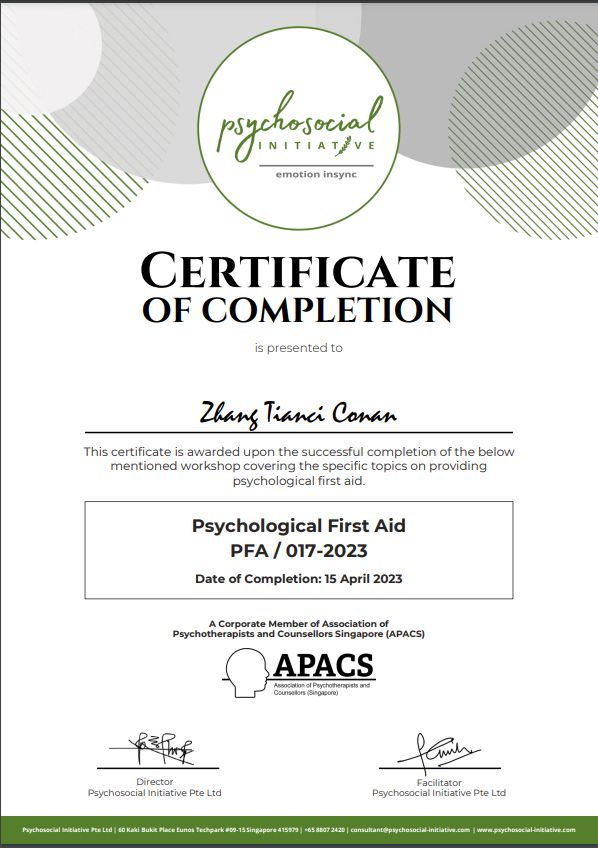 psychosocial
INITIATIVE
emotion insync
CERTIFICATE
OF COMPLETION
is presented to
Zhang Tianci Conan
This certificate is awarded upon the successful completion of the below
mentioned workshop covering the specific topics on providing
psychological first aid.
Psychological First Aid
PFA / 017-2023
Date of Completion: 15 April 2023
A Corporate Member of Association of
Psychotherapists and Counsellors Singapore (APACS)
APACS
Association of Psychotherapists and
Counsellors (Singapore)
Director
Psychosocial Initiative Pte Ltd
Facilitator
Psychosocial Initiative Pte Ltd
Psychosocial Initiative Pte Ltd | 60 Kaki Bukit Place Eunos Techpark #09-15 Singapore 415979 | +65 8807 2420 | consultant@psychosocial-initiative.com | www.psychosocial-initiative.com